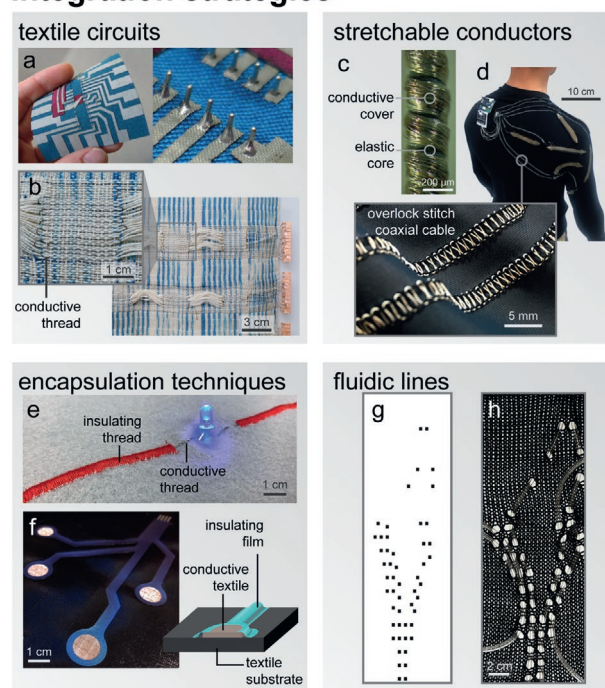 textile circuits
a
b
1 cm
conductive
thread
3 cm
stretchable conductors
c
conductive
cover
elastic
core
200 µm
d
10 cm
overlock stitch
coaxial cable
5 mm
encapsulation techniques
e
insulating
thread
conductive
thread
1 cm
f
1 cm
insulating
film
conductive textile
textile
substrate
fluidic lines
g
h
2 cm